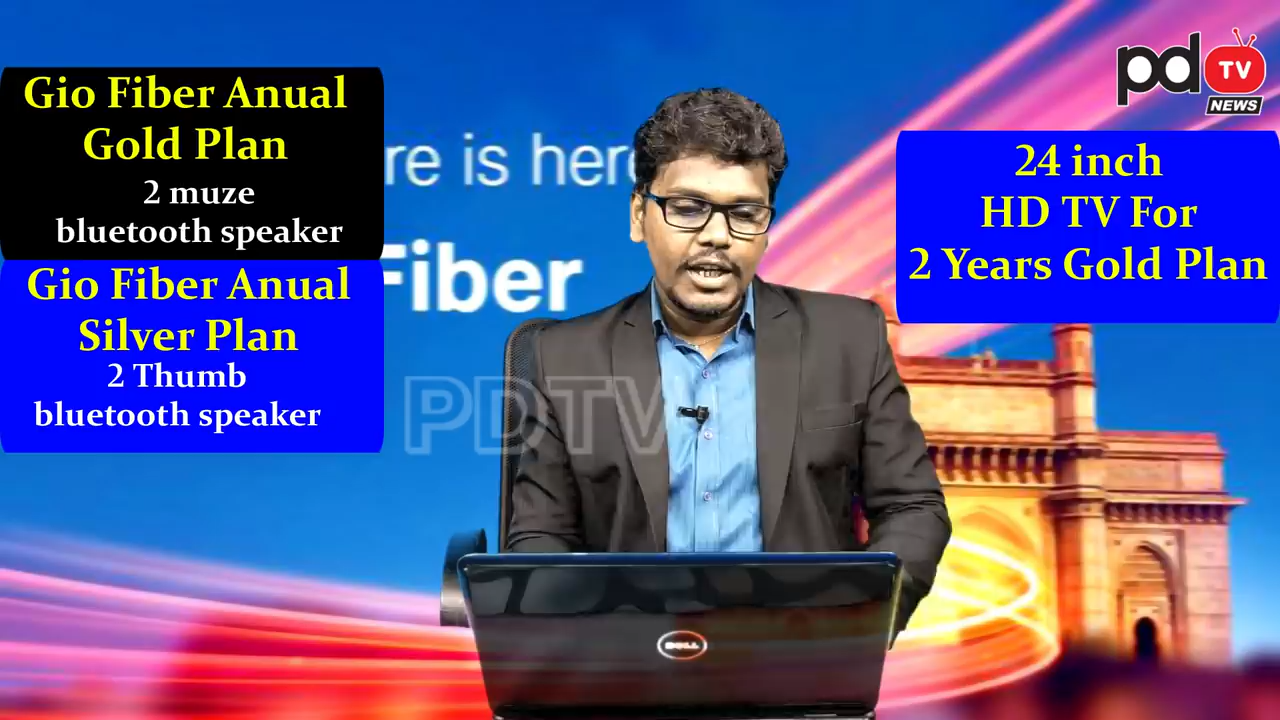 Gio Fiber Anual
Gold Plan
2 muze
bluetooth speaker
Gio Fiber Anual
Silver Plan
2 Thumb
bluetooth speaker
re is her
Fiber
PDTV
pd TV
NEWS
24 inch
HD TV For
2 Years Gold Plan
DELL